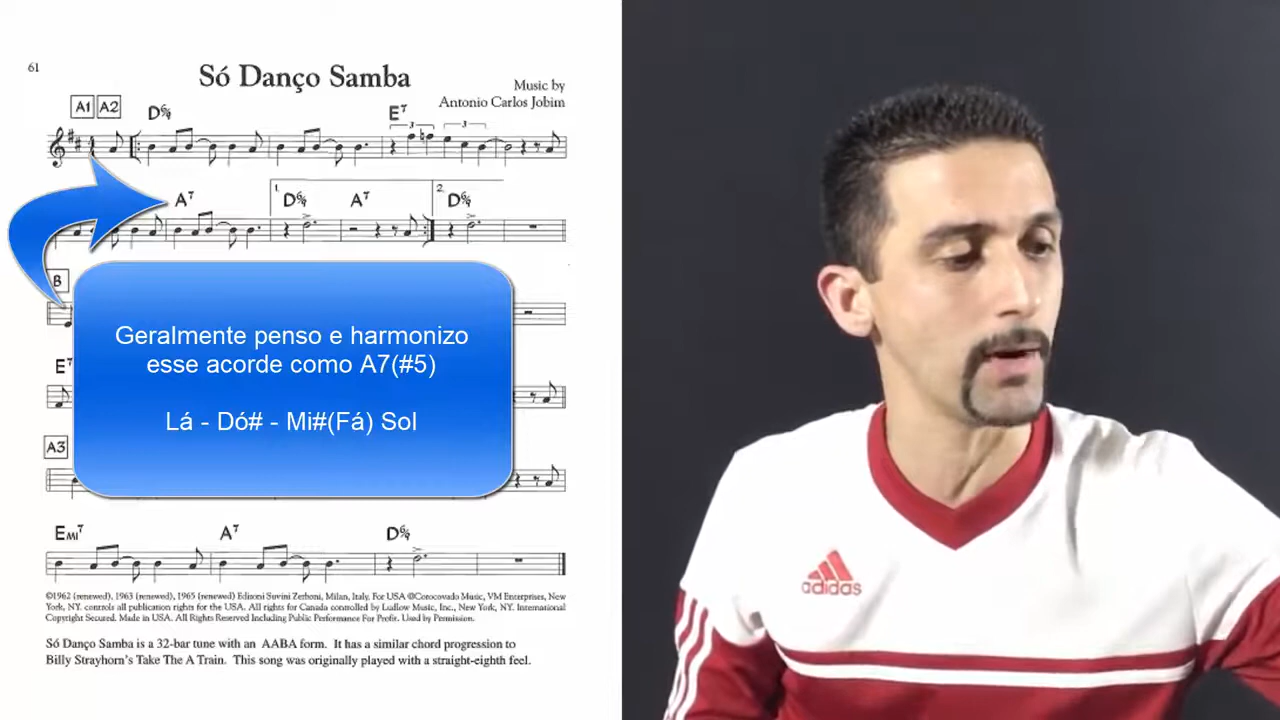 61
Só Danço Samba
Music by
Antonio Carlos Jobim
A1 A2 D6/9 E7
3 3
A7 1. D6/9 A7 2. D6/9
B
Geralmente penso e harmonizo
esse acorde como A7(#5)
Lá - Dó# - Mi#(Fá) Sol
E7
A3
EMI7 A7 D6/9
©1962 (renewed), 1963 (renewed), 1965 (renewed) Edizoni Suvini Zerboni, Milan, Italy. For USA ©Corocovado Music, VM Enterprises, New
York, NY. controls all publication rights for the USA. All rights for Canada controlled by Ludlow Music, Inc., New York, NY. International
Copyright Secured. Made in USA. All Rights Reserved Including Public Performance For Profit. Used by Permission.
Só Danço Samba is a 32-bar tune with an AABA form. It has a similar chord progression to
Billy Strayhorn's Take The A Train. This song was originally played with a straight-eighth feel.
adidas